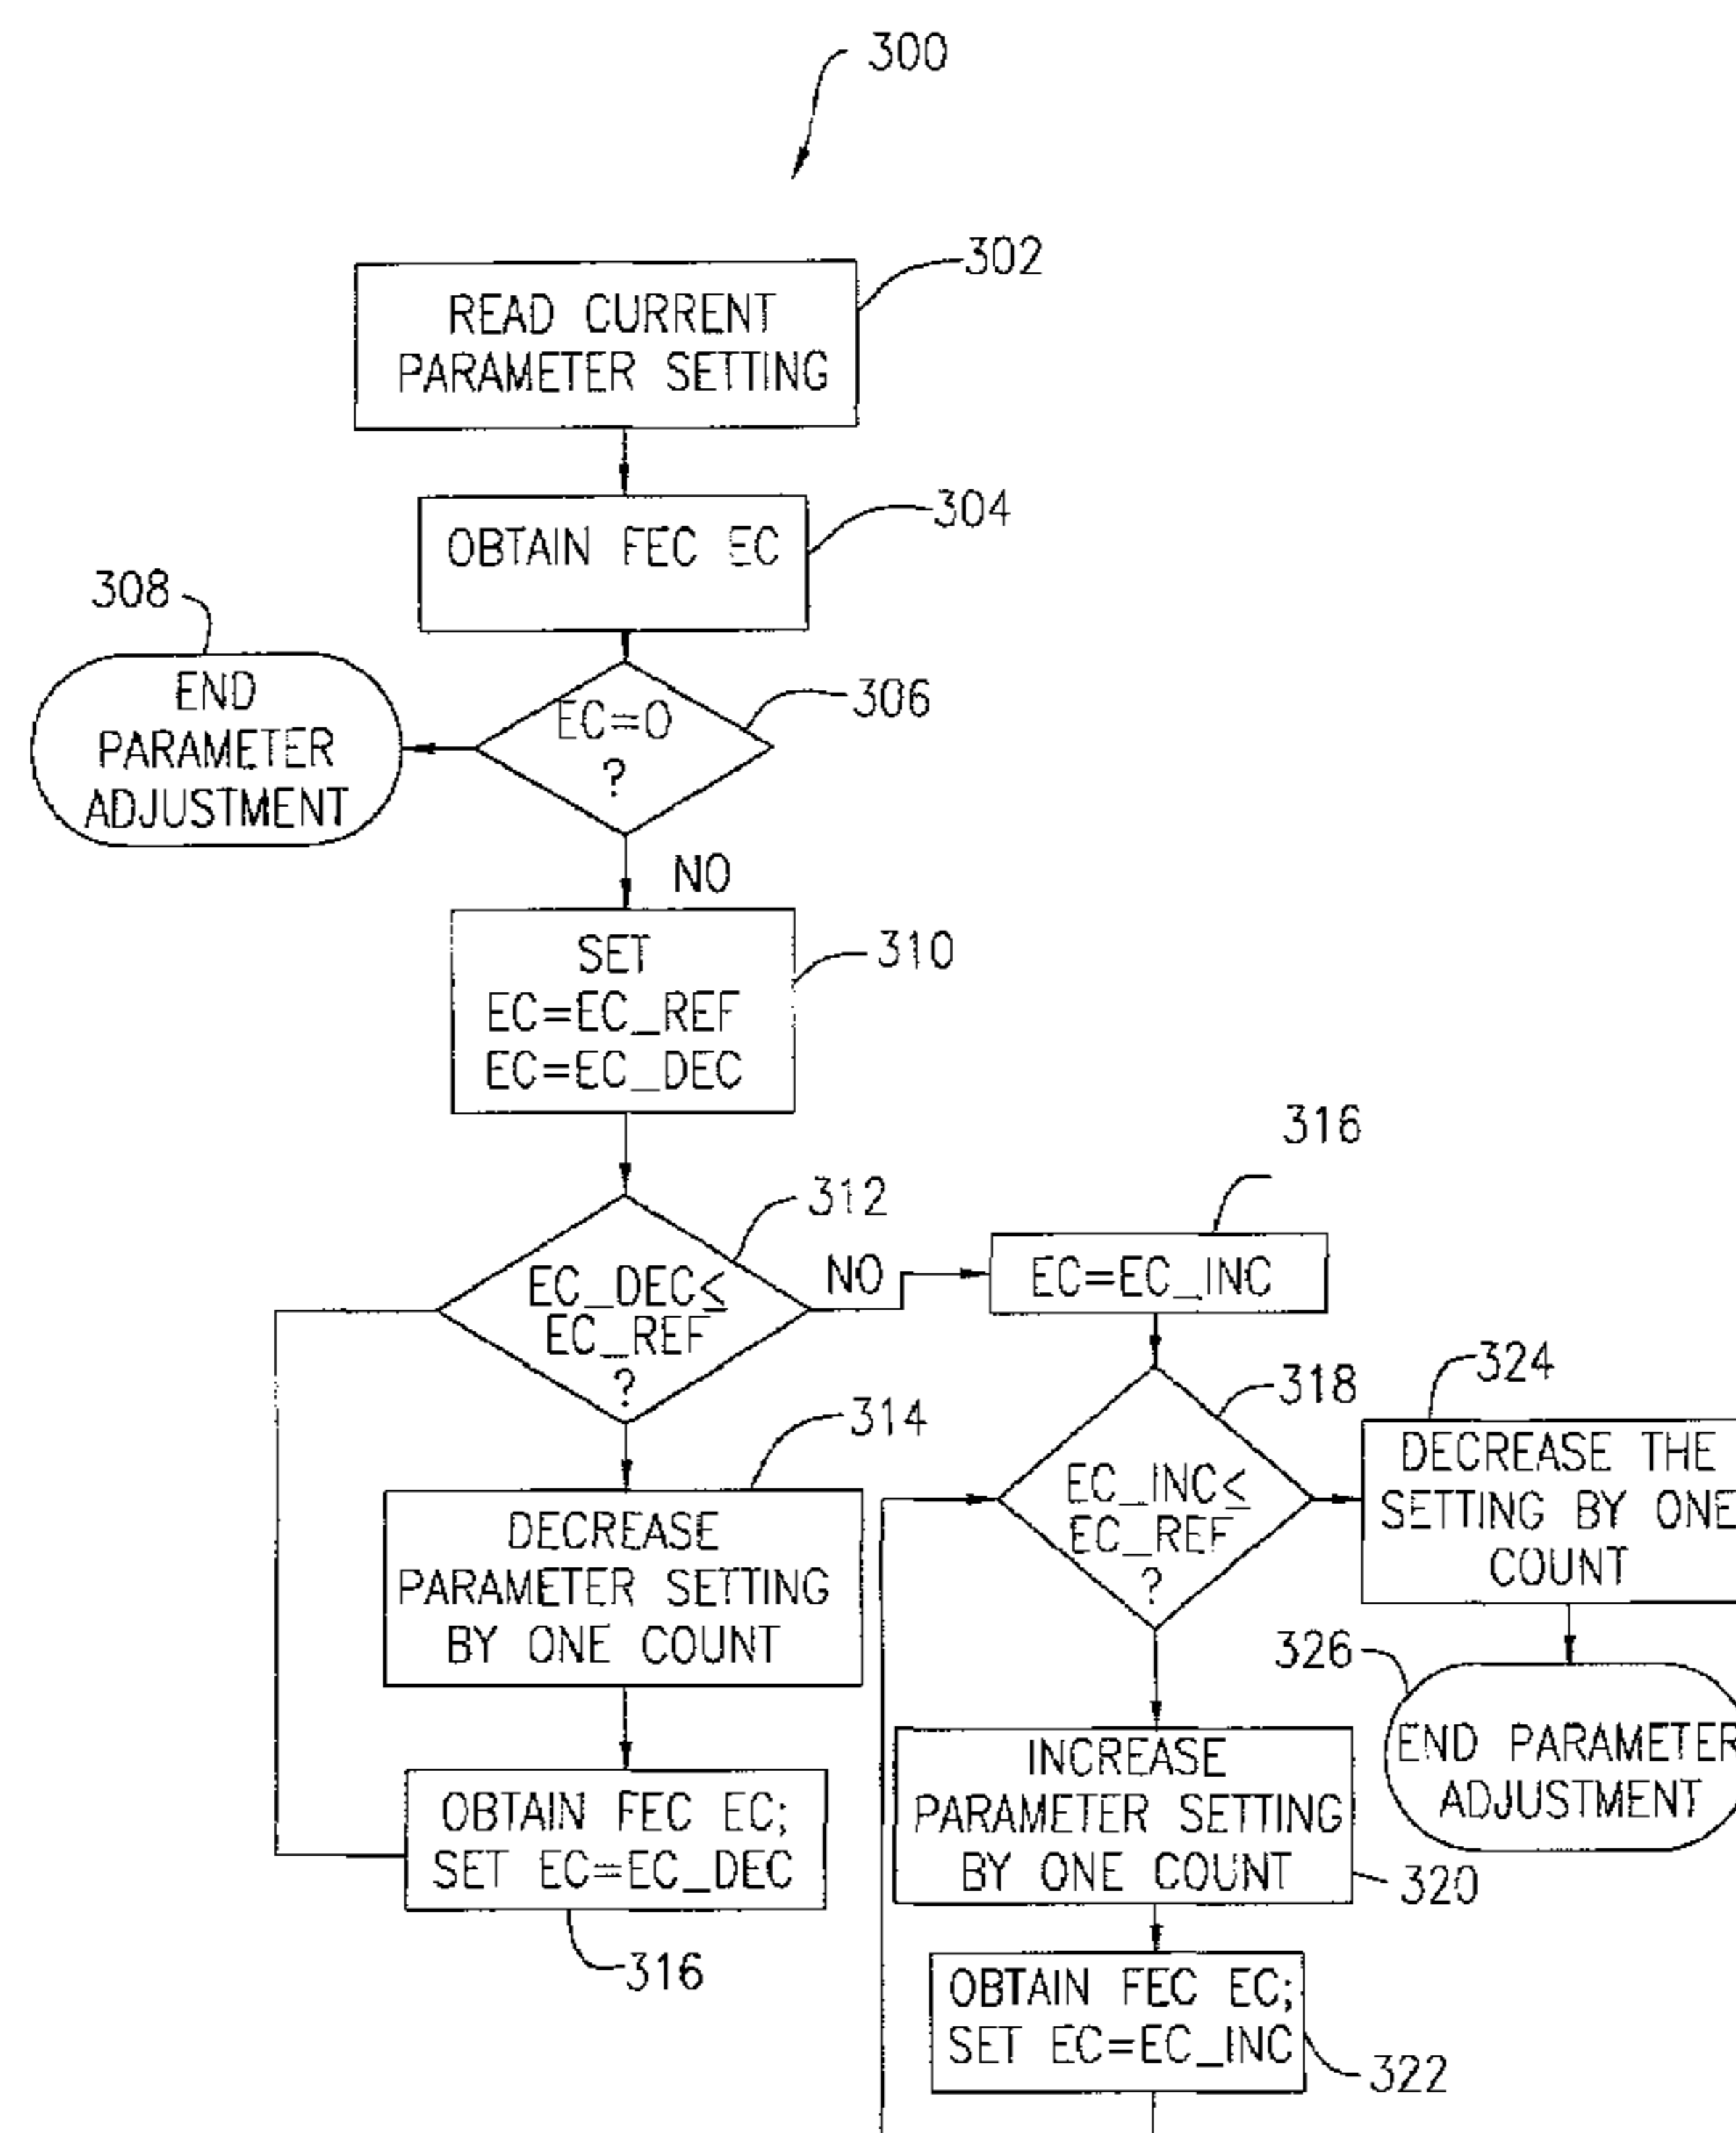 300
302
READ CURRENT
PARAMETER SETTING
304
OBTAIN FEC EC
308
END
PARAMETER
ADJUSTMENT
306
EC=0
?
NO
310
SET
EC=EC_REF
EC=EC_DEC
312
EC_DEC≤
EC_REF
?
NO
316
EC=EC_INC
318
EC_INC≤
EC_REF
?
324
DECREASE THE
SETTING BY ONE
COUNT
314
DECREASE
PARAMETER SETTING
BY ONE COUNT
326
END PARAMETER
ADJUSTMENT
INCREASE
PARAMETER SETTING
BY ONE COUNT
320
OBTAIN FEC EC;
SET EC=EC_DEC
316
OBTAIN FEC EC;
SET EC=EC_INC
322